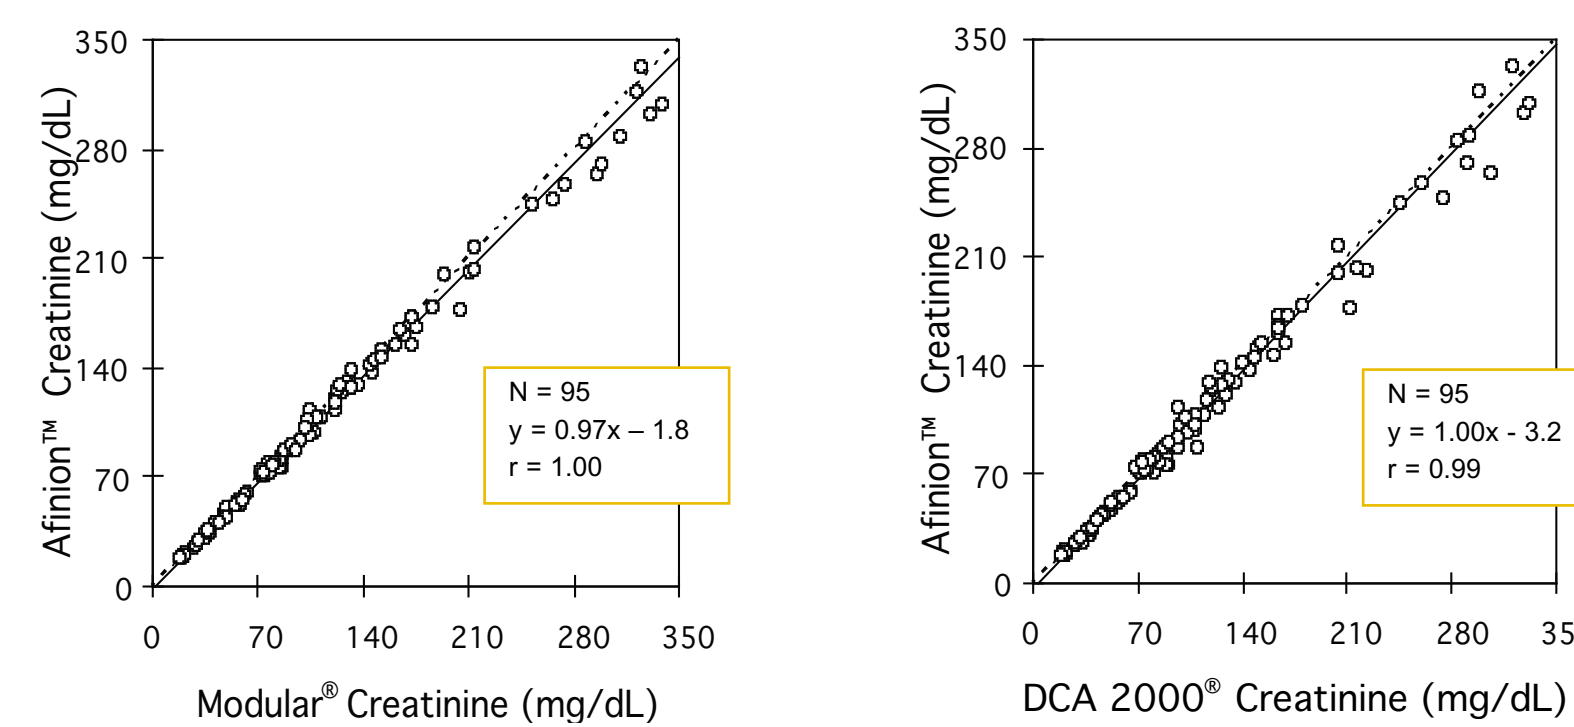 350
280
210
140
70
0
Afinion™ Creatinine (mg/dL)
N = 95
y = 0.97x – 1.8
r = 1.00
0 70 140 210 280 350
Modular® Creatinine (mg/dL)
350
280
210
140
70
0
Afinion™ Creatinine (mg/dL)
N = 95
y = 1.00x - 3.2
r = 0.99
0 70 140 210 280 35
DCA 2000® Creatinine (mg/dL)